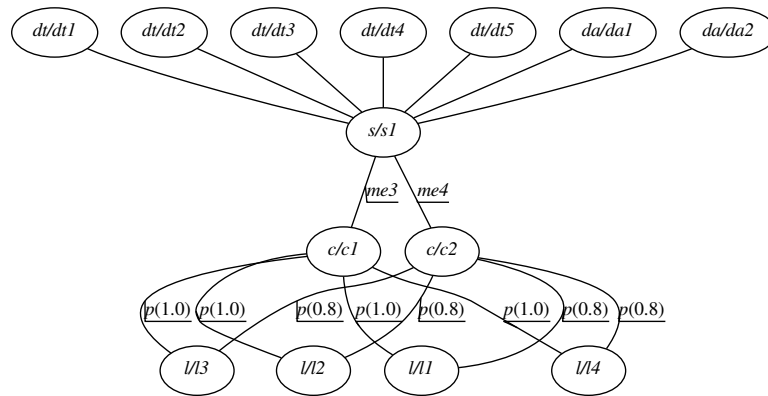 dt/dt1 dt/dt2 dt/dt3 dt/dt4 dt/dt5 da/da1 da/da2
s/s1
me3 me4
c/c1 c/c2
p(1.0) p(1.0) p(0.8) p(1.0) p(0.8) p(1.0) p(0.8) p(0.8)
l/l3 l/l2 l/l1 l/l4